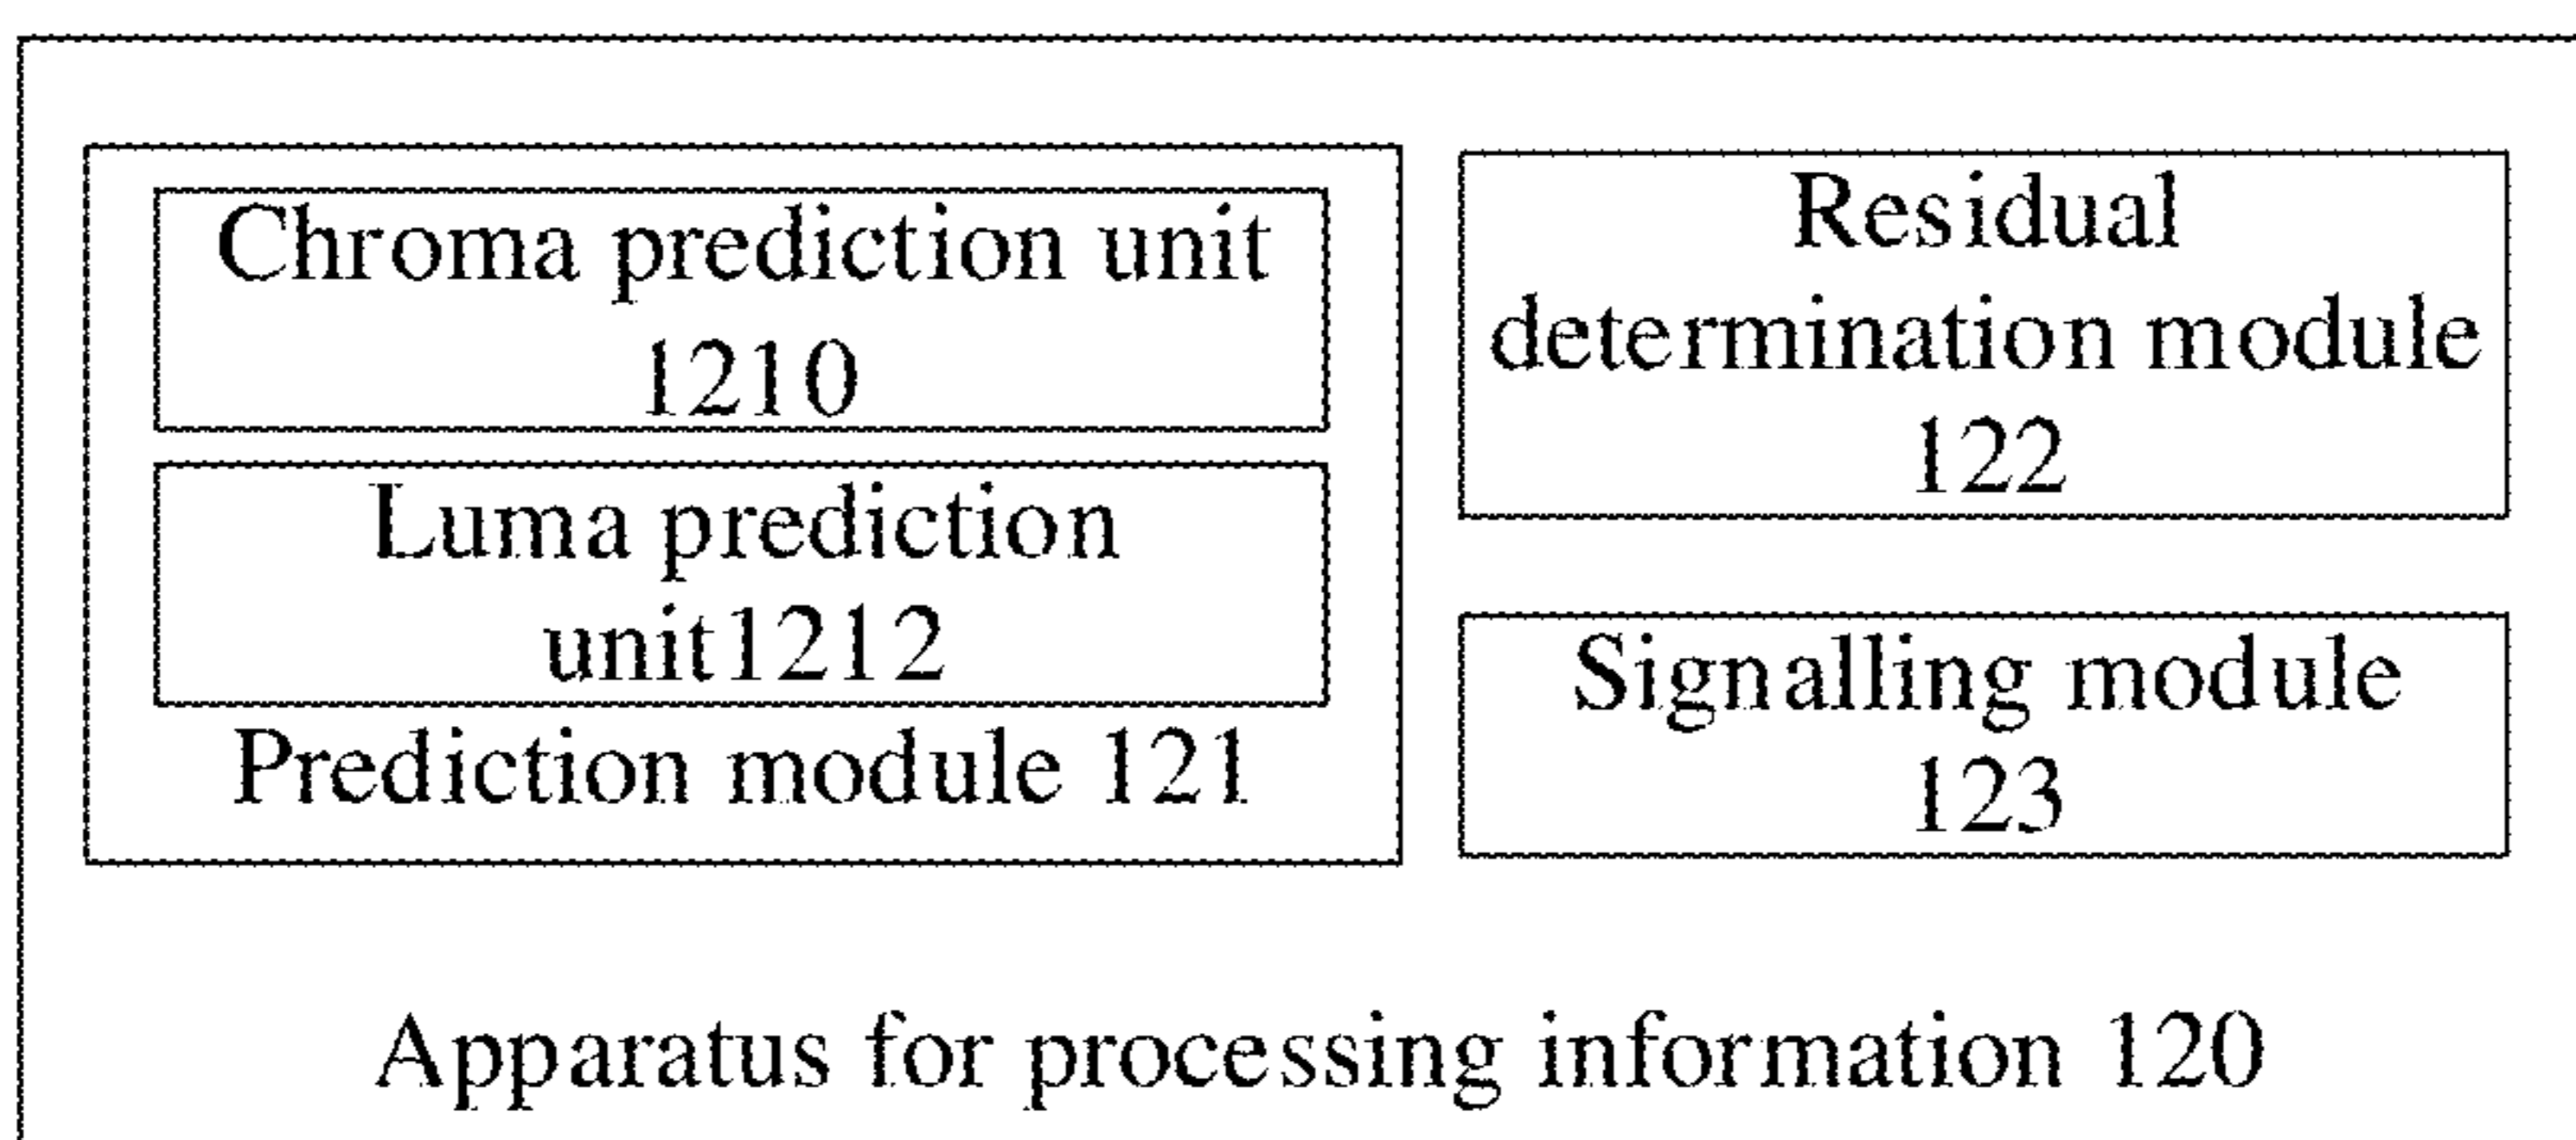 Chroma prediction unit
1210
Luma prediction
unit1212
Prediction module 121
Residual
determination module
122
Signalling module
123
Apparatus for processing information 120